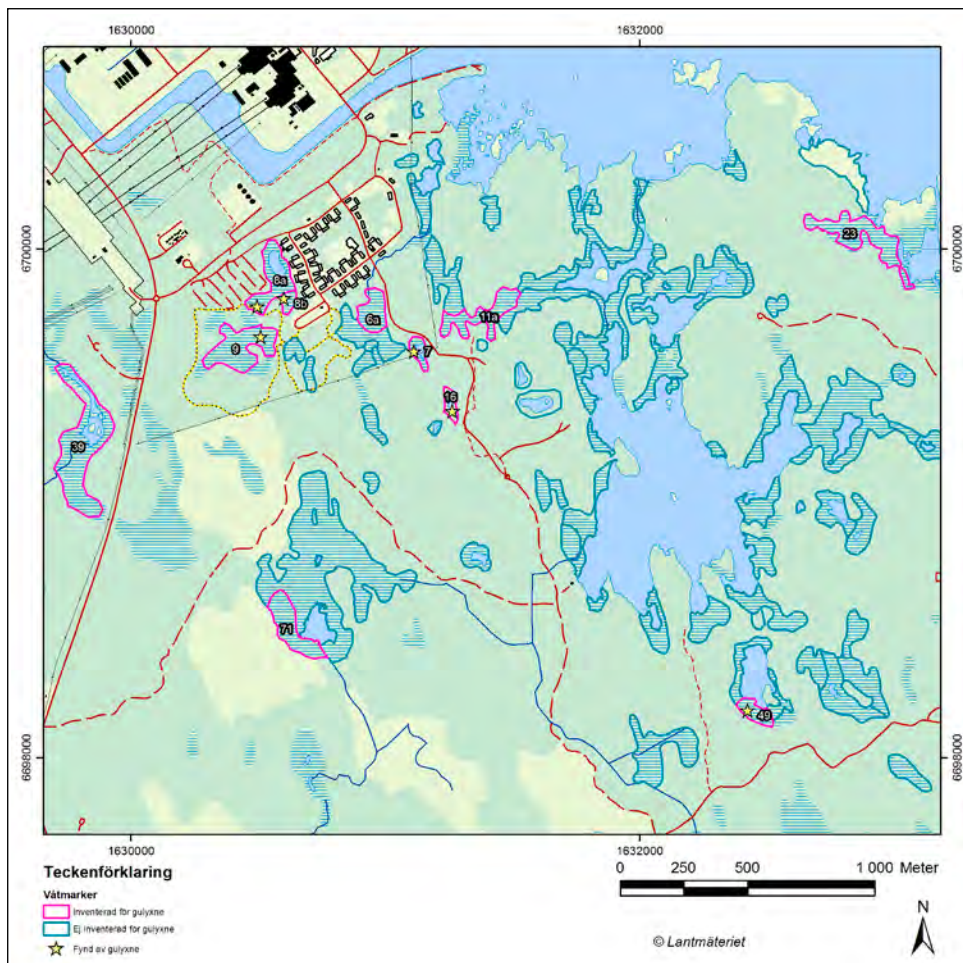 1630000
1632000
6700000
6700000
23
8a
8b
6a
11a
9
7
16
39
71
49
6698000
6698000
1630000
1632000
Teckenförklaring
Våtmarker
Inventerad för gulyxne
Ej inventerad för gulyxne
Fynd av gulyxne
0 250 500 1 000 Meter
N
© Lantmäteriet